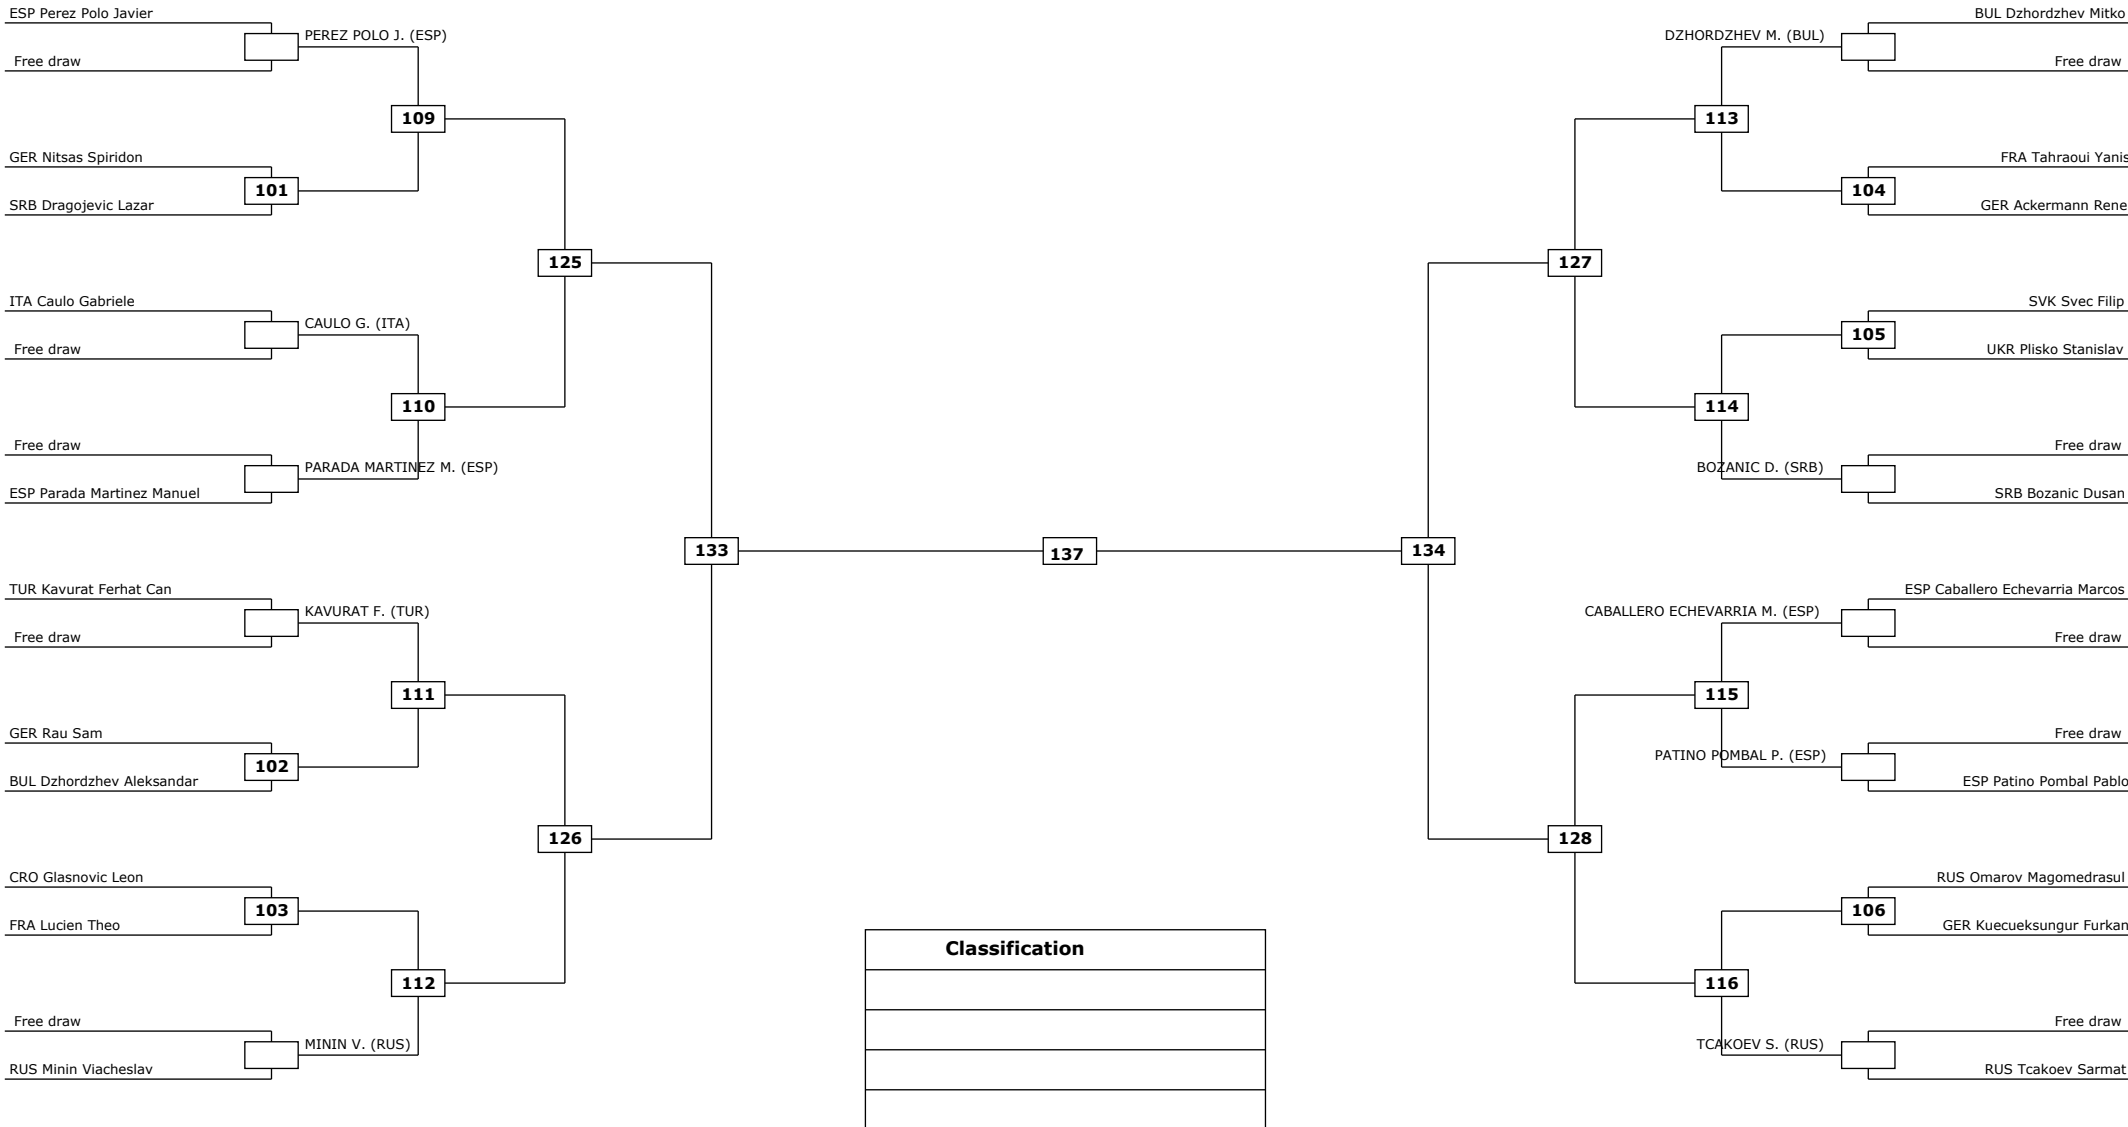 ESP Perez Polo Javier
PEREZ POLO J. (ESP)
Free draw
109
GER Nitsas Spiridon
101
SRB Dragojevic Lazar
125
ITA Caulo Gabriele
CAULO G. (ITA)
Free draw
110
Free draw
PARADA MARTINEZ M. (ESP)
ESP Parada Martinez Manuel
133
TUR Kavurat Ferhat Can
KAVURAT F. (TUR)
Free draw
111
GER Rau Sam
102
BUL Dzhordzhev Aleksandar
126
CRO Glasnovic Leon
103
FRA Lucien Theo
112
Free draw
MININ V. (RUS)
RUS Minin Viacheslav
137
BUL Dzhordzhev Mitko
DZHORDZHEV M. (BUL)
Free draw
113
FRA Tahraoui Yanis
104
GER Ackermann Rene
127
SVK Svec Filip
105
UKR Plisko Stanislav
114
Free draw
BOZANIC D. (SRB)
SRB Bozanic Dusan
134
ESP Caballero Echevarria Marcos
CABALLERO ECHEVARRIA M. (ESP)
Free draw
115
Free draw
PATINO POMBAL P. (ESP)
ESP Patino Pombal Pablo
128
RUS Omarov Magomedrasul
106
GER Kuecueksungur Furkan
116
Free draw
TCAKOEV S. (RUS)
RUS Tcakoev Sarmat
Classification